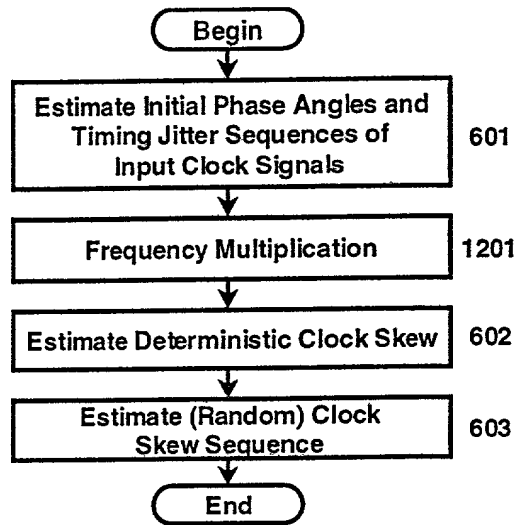 Begin
Estimate Initial Phase Angles and
Timing Jitter Sequences of
Input Clock Signals
601
Frequency Multiplication
1201
Estimate Deterministic Clock Skew
602
Estimate (Random) Clock
Skew Sequence
603
End